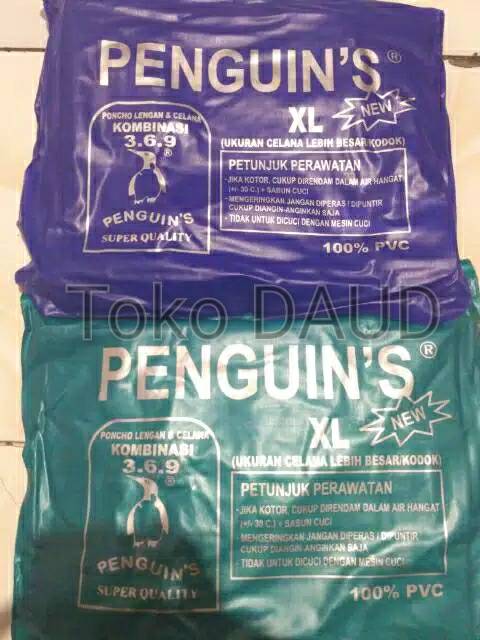 PENGUIN'S®
XL
NEW
(UKURAN CELANA LEBIH BESAR/KODOK)
PONCHO LENGAN & CELANA
KOMBINASI
3.6.9
®
PENGUIN'S
SUPER QUALITY
PETUNJUK PERAWATAN
-JIKA KOTOR, CUKUP DIRENDAM DALAM AIR HANGAT
(+/- 30 C.) + SABUN CUCI
- MENGERINGKAN JANGAN DIPERAS / DIPUNTIR
CUKUP DIANGIN-ANGINKAN SAJA
- TIDAK UNTUK DICUCI DENGAN MESIN CUCI
100% PVC
Toko DAUD
PENGUIN'S®
XL
NEW
(UKURAN CELANA LEBIH BESAR/KODOK)
PONCHO LENGAN & CELANA
KOMBINASI
3.6.9
®
PENGUIN'S
SUPER QUALITY
PETUNJUK PERAWATAN
-JIKA KOTOR, CUKUP DIRENDAM DALAM AIR HANGAT
(+/- 30 C.) + SABUN CUCI
- MENGERINGKAN JANGAN DIPERAS / DIPUNTIR
CUKUP DIANGIN-ANGINKAN SAJA
- TIDAK UNTUK DICUCI DENGAN MESIN CUCI
100% PVC